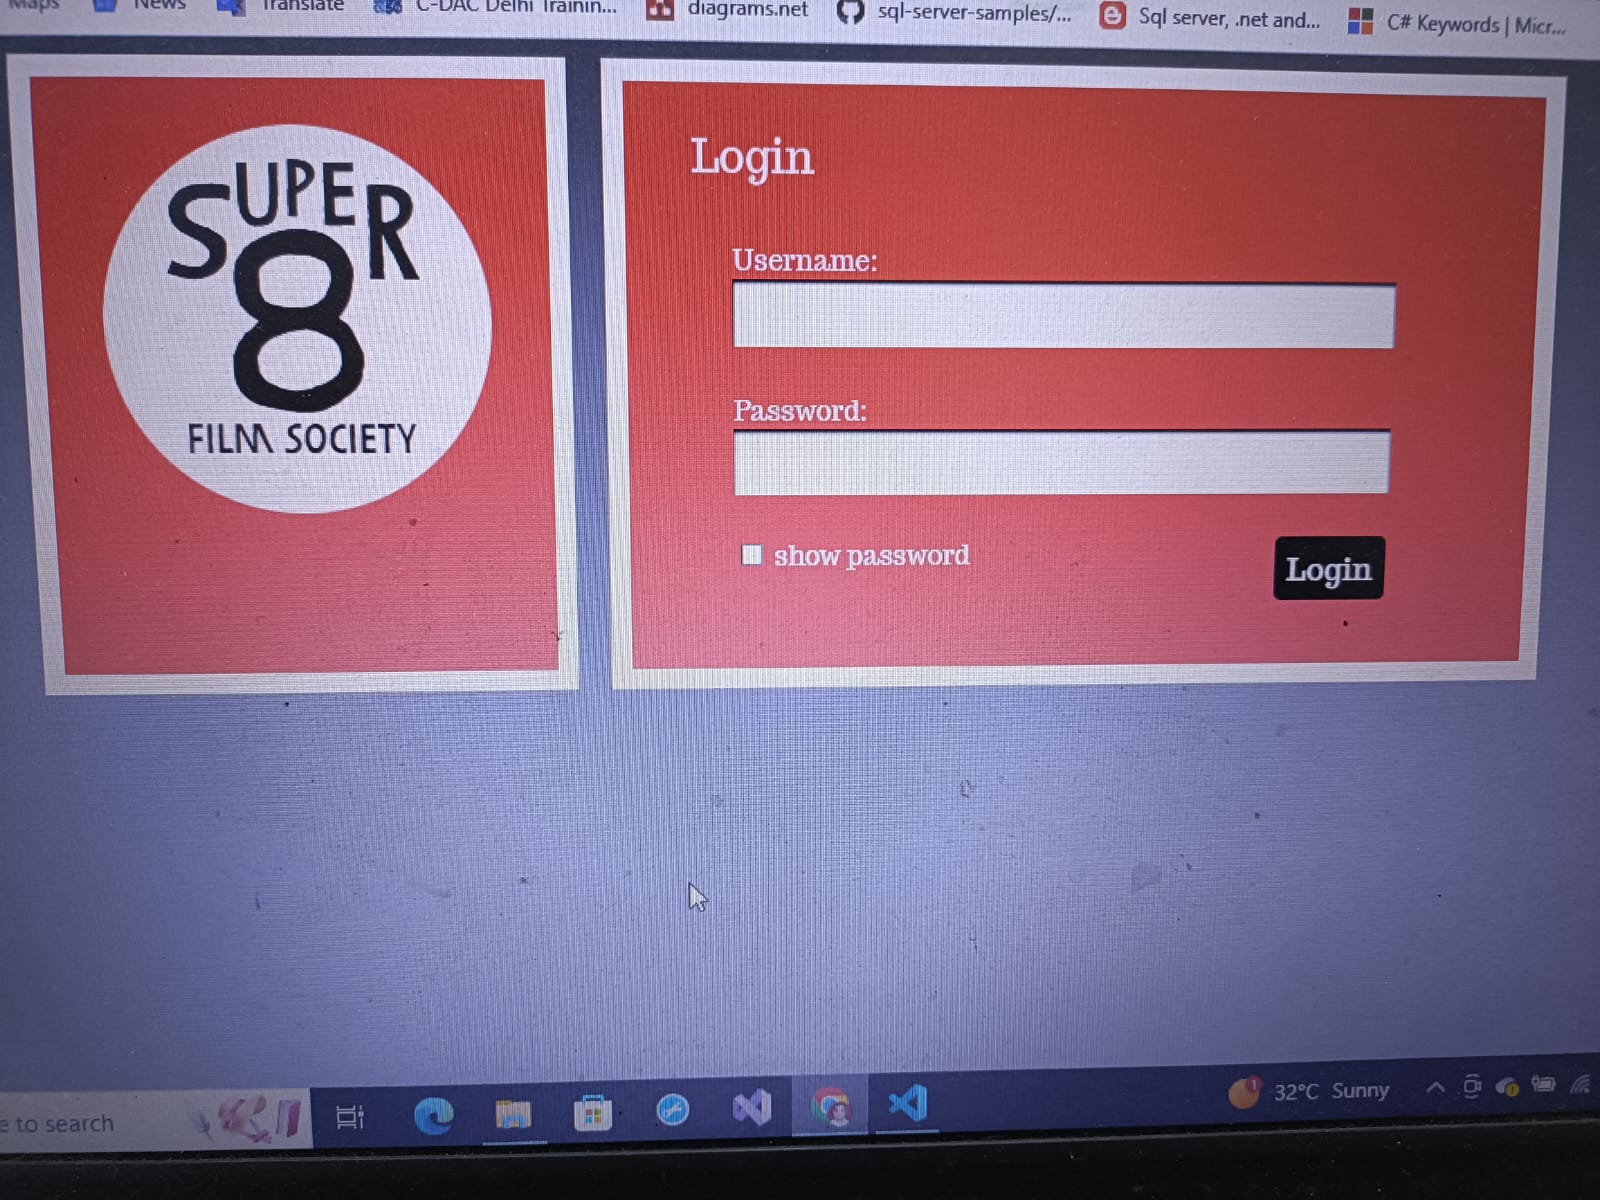 Maps News Translate C-DAC Delhi Trainin... diagrams.net sql-server-samples/... Sql server, .net and... C# Keywords | Micr...
SUPER
8
FILM SOCIETY
Login
Username:
Password:
show password
Login
e to search
1
32°C Sunny